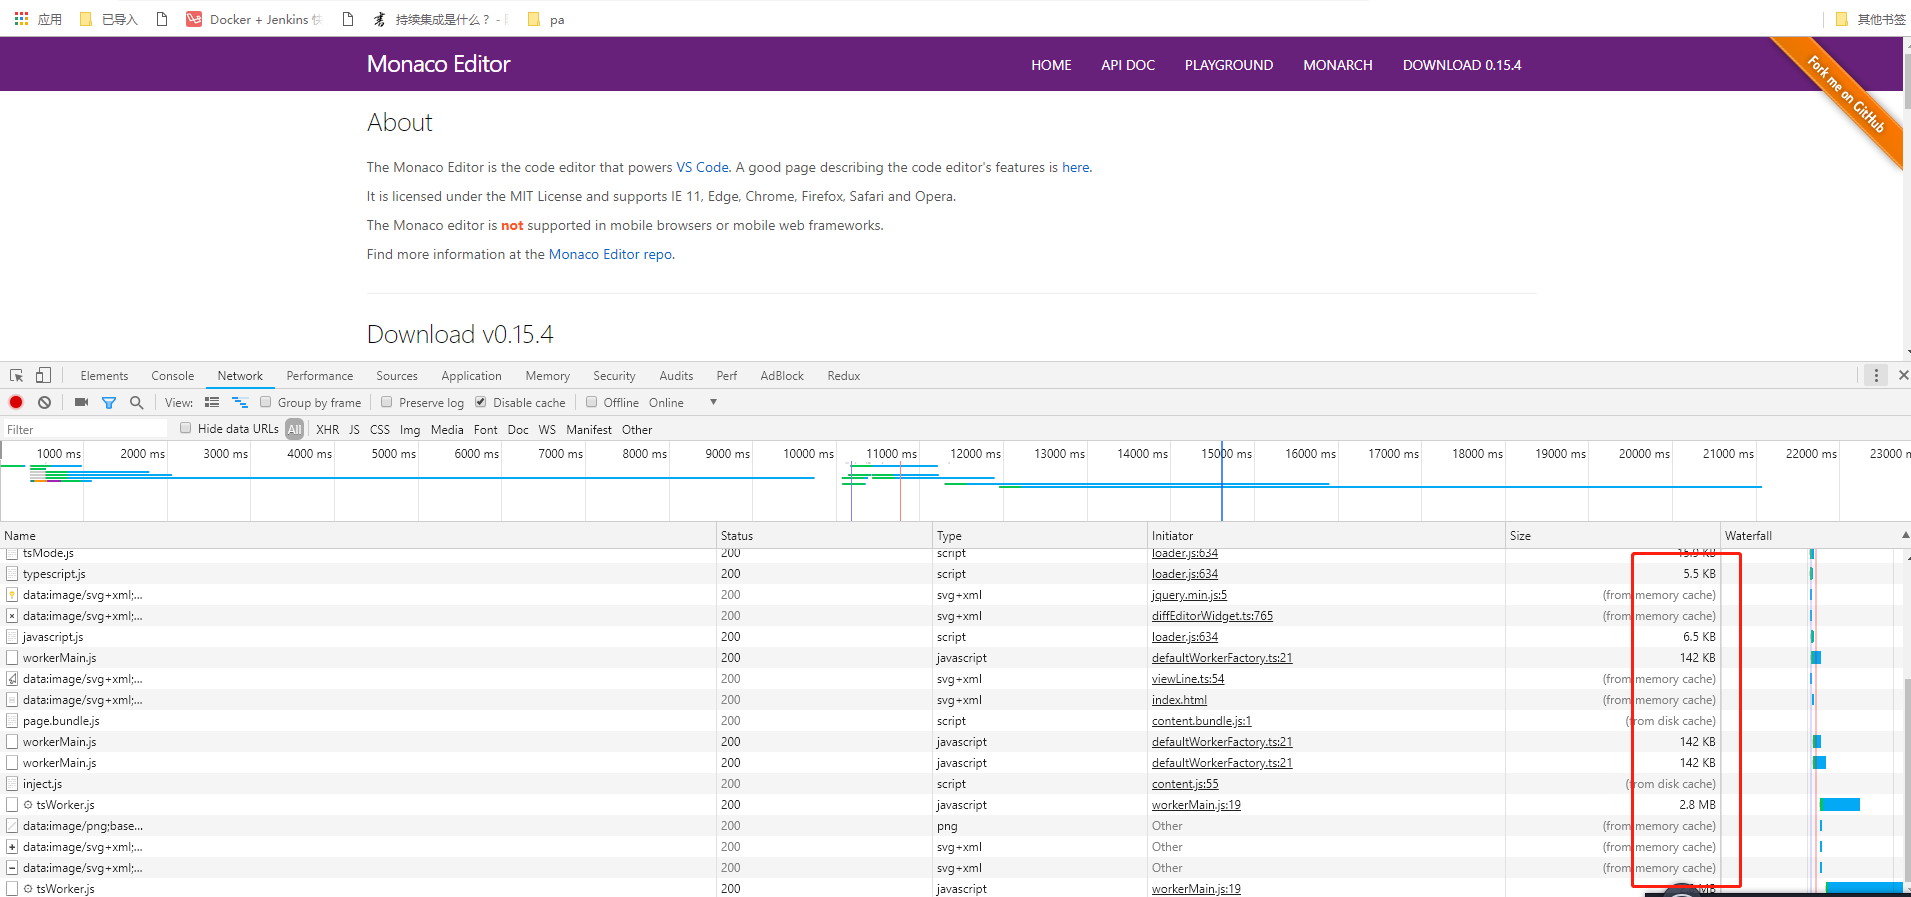 应用 已导入 Docker + Jenkins 持续集成是什么？ - pa 其他书签
Monaco Editor HOME API DOC PLAYGROUND MONARCH DOWNLOAD 0.15.4
Fork me on GitHub
About
The Monaco Editor is the code editor that powers VS Code. A good page describing the code editor's features is here.
It is licensed under the MIT License and supports IE 11, Edge, Chrome, Firefox, Safari and Opera.
The Monaco editor is not supported in mobile browsers or mobile web frameworks.
Find more information at the Monaco Editor repo.
Download v0.15.4
Elements Console Network Performance Sources Application Memory Security Audits Perf AdBlock Redux
View: Group by frame Preserve log Disable cache Offline Online
Filter Hide data URLs All XHR JS CSS Img Media Font Doc WS Manifest Other
1000 ms 2000 ms 3000 ms 4000 ms 5000 ms 6000 ms 7000 ms 8000 ms 9000 ms 10000 ms 11000 ms 12000 ms 13000 ms 14000 ms 15000 ms 16000 ms 17000 ms 18000 ms 19000 ms 20000 ms 21000 ms 22000 ms 23000 m
Name Status Type Initiator Size Waterfall
tsMode.js 200 script loader.js:634 15.9 KB
typescript.js 200 script loader.js:634 5.5 KB
data:image/svg+xml;... 200 svg+xml jquery.min.js:5 (from memory cache)
data:image/svg+xml;... 200 svg+xml diffEditorWidget.ts:765 (from memory cache)
javascript.js 200 script loader.js:634 6.5 KB
workerMain.js 200 javascript defaultWorkerFactory.ts:21 142 KB
data:image/svg+xml;... 200 svg+xml viewLine.ts:54 (from memory cache)
data:image/svg+xml;... 200 svg+xml index.html (from memory cache)
page.bundle.js 200 script content.bundle.js:1 (from disk cache)
workerMain.js 200 javascript defaultWorkerFactory.ts:21 142 KB
workerMain.js 200 javascript defaultWorkerFactory.ts:21 142 KB
inject.js 200 script content.js:55 (from disk cache)
tsWorker.js 200 javascript workerMain.js:19 2.8 MB
data:image/png;base... 200 png Other (from memory cache)
data:image/svg+xml;... 200 svg+xml Other (from memory cache)
data:image/svg+xml;... 200 svg+xml Other (from memory cache)
tsWorker.js 200 javascript workerMain.js:19 MB